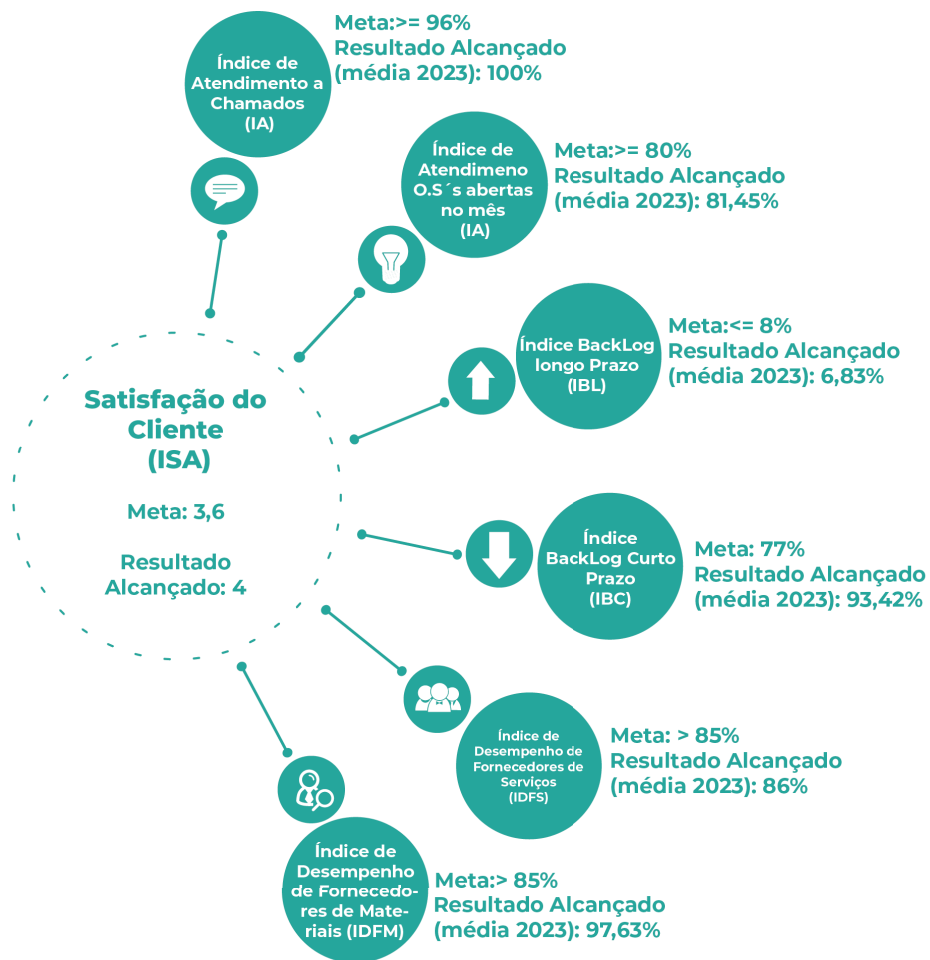 Índice de
Atendimento a
Chamados
(IA)
Meta:>= 96%
Resultado Alcançado
(média 2023): 100%
Índice de
Atendimeno
O.S´s abertas
no mês
(IA)
Meta:>= 80%
Resultado Alcançado
(média 2023): 81,45%
Índice BackLog
longo Prazo
(IBL)
Meta:<= 8%
Resultado Alcançado
(média 2023): 6,83%
Satisfação do
Cliente
(ISA)
Meta: 3,6
Resultado
Alcançado: 4
Índice
BackLog Curto
Prazo
(IBC)
Meta: 77%
Resultado Alcançado
(média 2023): 93,42%
Índice de
Desempenho de
Fornecedores de
Serviços
(IDFS)
Meta: > 85%
Resultado Alcançado
(média 2023): 86%
Índice de
Desempenho
de Fornecedo-
res de Mate-
riais (IDFM)
Meta:> 85%
Resultado Alcançado
(média 2023): 97,63%